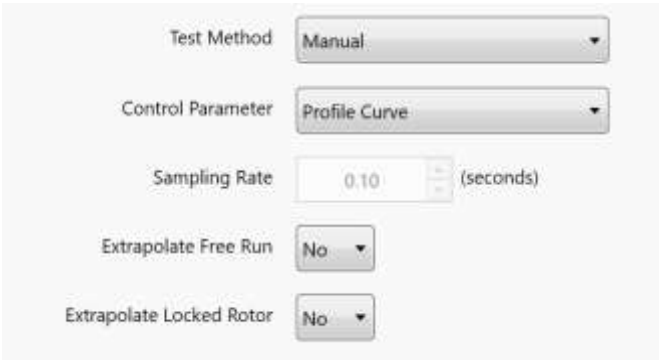 Test Method Manual
Control Parameter Profile Curve
Sampling Rate 0.10 (seconds)
Extrapolate Free Run No
Extrapolate Locked Rotor No